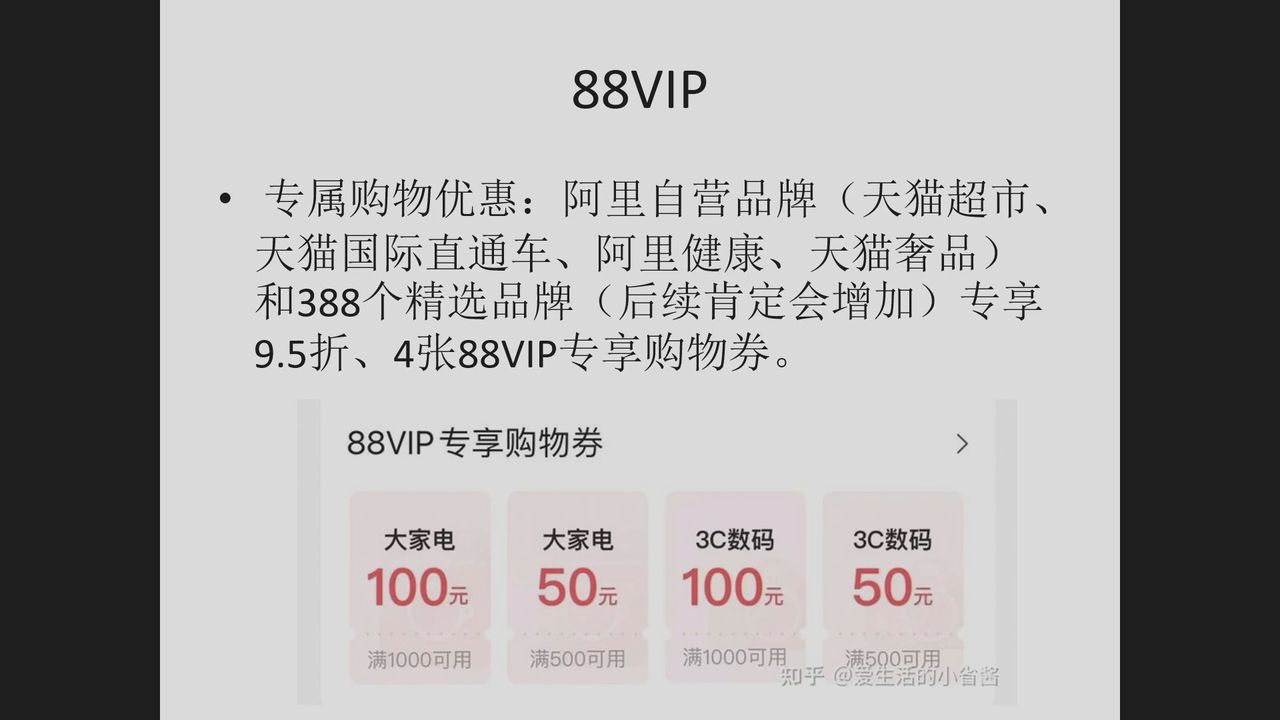 88VIP
• 专属购物优惠：阿里自营品牌（天猫超市、
天猫国际直通车、阿里健康、天猫奢品）
和388个精选品牌（后续肯定会增加）专享
9.5折、4张88VIP专享购物券。
88VIP专享购物券
大家电 大家电 3C数码 3C数码
100元 50元 100元 50元
满1000可用 满500可用 满1000可用 满500可用
知乎 @爱生活的小省酱